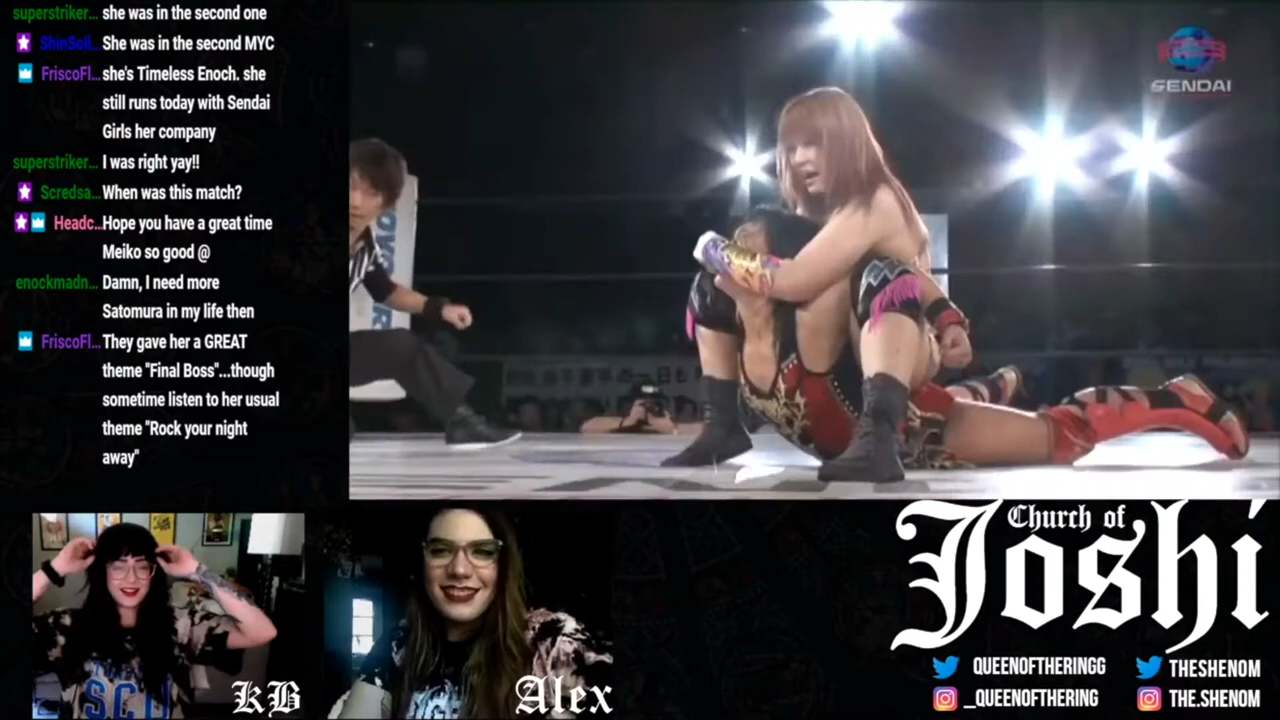 superstriker... she was in the second one
ShinSoli... She was in the second MYC
FriscoFl... she's Timeless Enoch. she
still runs today with Sendai
Girls her company
superstriker... I was right yay!!
Scredsa... When was this match?
Headc... Hope you have a great time
Meiko so good @
enockmadn... Damn, I need more
Satomura in my life then
FriscoFl... They gave her a GREAT
theme "Final Boss"...though
sometime listen to her usual
theme "Rock your night
away"
SENDAI
kB
Alex
Church of
Joshi
QUEENOFTHERINGG
THESHENOM
_QUEENOFTHERING
THE.SHENOM